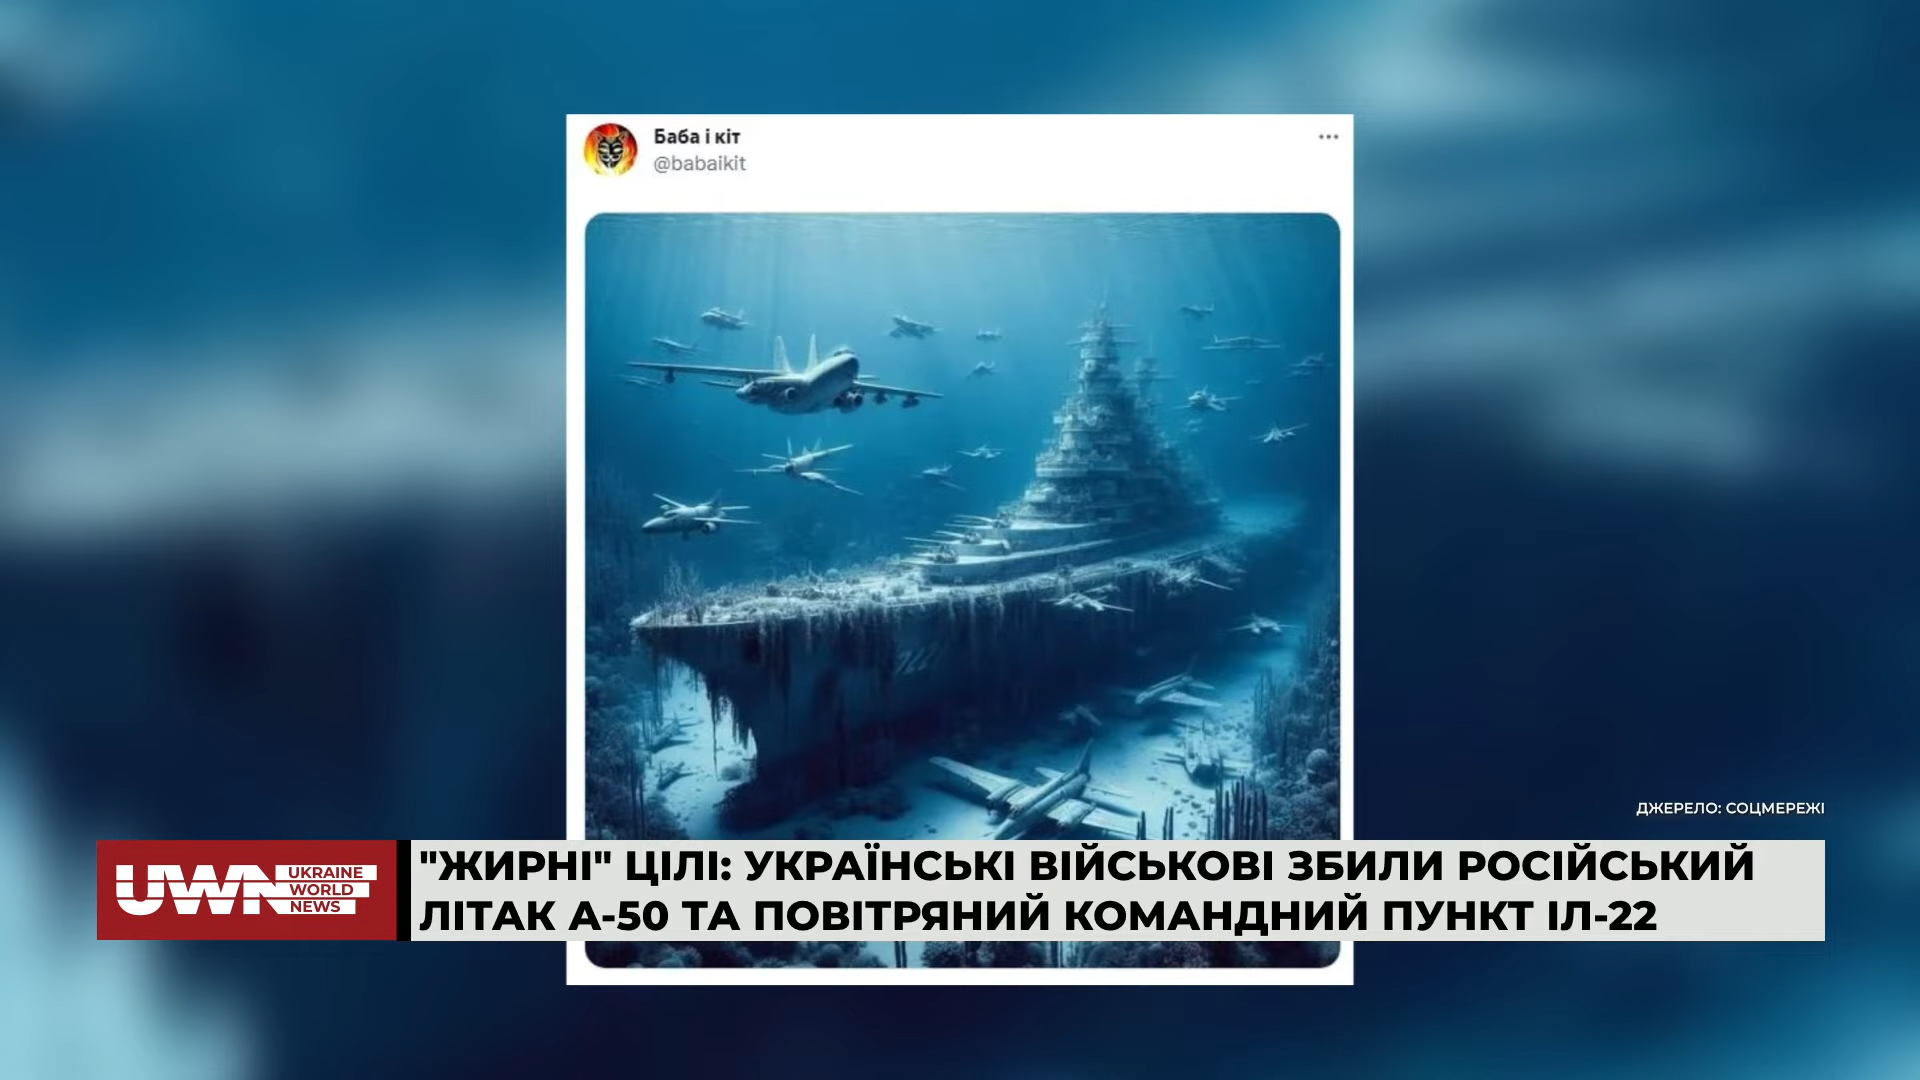 Баба і кіт
@babaikit
ДЖЕРЕЛО: СОЦМЕРЕЖІ
UWN UKRAINE
WORLD
NEWS
"ЖИРНІ" ЦІЛІ: УКРАЇНСЬКІ ВІЙСЬКОВІ ЗБИЛИ РОСІЙСЬКИЙ
ЛІТАК А-50 ТА ПОВІТРЯНИЙ КОМАНДНИЙ ПУНКТ ІЛ-22